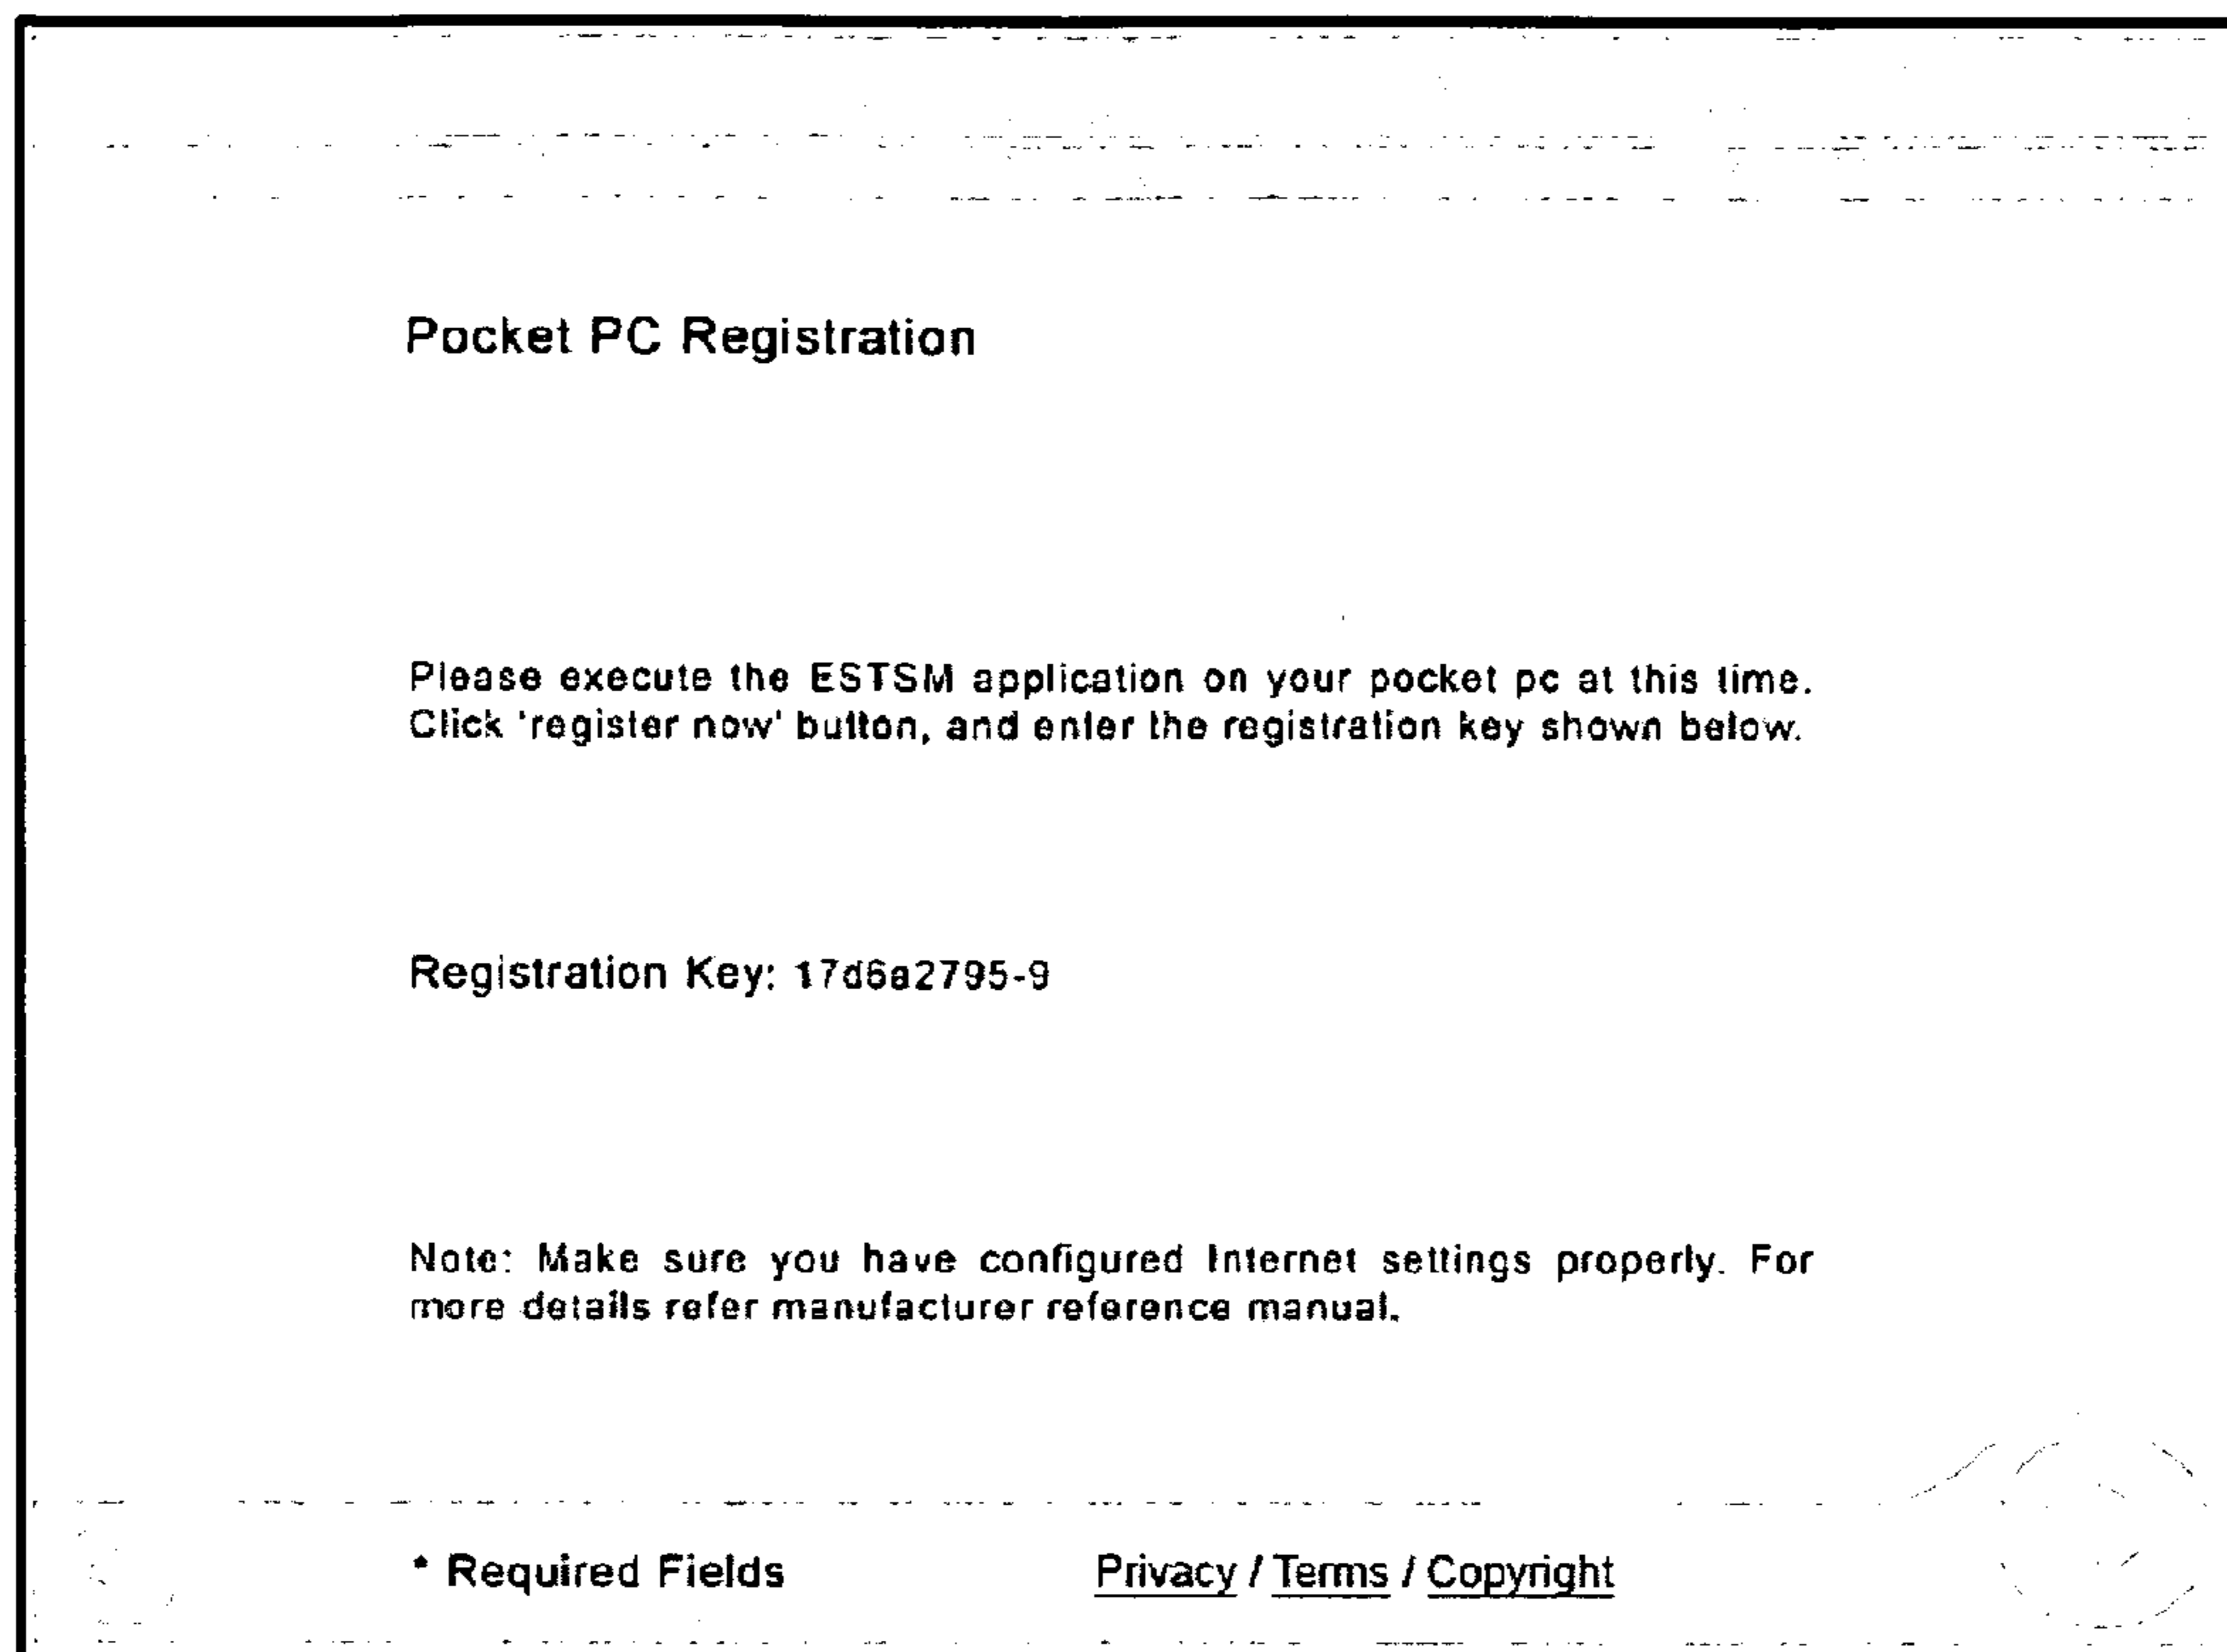 Pocket PC Registration
Please execute the ESTSM application on your pocket pc at this time.
Click 'register now' button, and enter the registration key shown below.
Registration Key: 17d6a2795-9
Note: Make sure you have configured Internet settings properly. For
more details refer manufacturer reference manual.
* Required Fields Privacy / Terms / Copyright